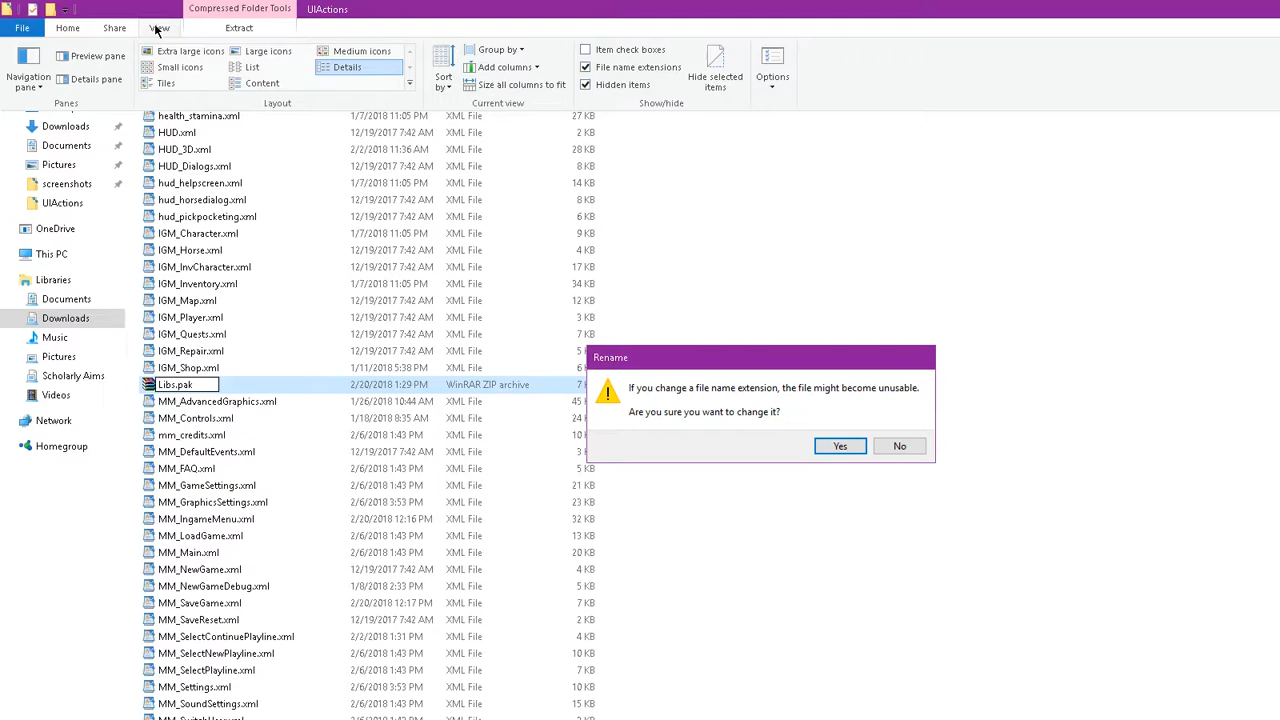 Compressed Folder Tools UIActions
File Home Share View Extract
Navigation pane
Preview pane
Details pane
Panes
Extra large icons Large icons Medium icons
Small icons List Details
Tiles Content
Layout
Sort by
Group by
Add columns
Size all columns to fit
Current view
Item check boxes
File name extensions
Hidden items
Hide selected items
Show/hide
Options
Downloads
Documents
Pictures
screenshots
UIActions
OneDrive
This PC
Libraries
Documents
Downloads
Music
Pictures
Scholarly Aims
Videos
Network
Homegroup
health_stamina.xml 1/7/2018 11:05 PM XML File 27 KB
HUD.xml 12/19/2017 7:42 AM XML File 2 KB
HUD_3D.xml 2/2/2018 11:36 AM XML File 28 KB
HUD_Dialogs.xml 12/19/2017 7:42 AM XML File 8 KB
hud_helpscreen.xml 1/7/2018 11:05 PM XML File 14 KB
hud_horsedialog.xml 12/19/2017 7:42 AM XML File 8 KB
hud_pickpocketing.xml 12/19/2017 7:42 AM XML File 6 KB
IGM_Character.xml 1/7/2018 11:05 PM XML File 9 KB
IGM_Horse.xml 12/19/2017 7:42 AM XML File 4 KB
IGM_InvCharacter.xml 12/19/2017 7:42 AM XML File 17 KB
IGM_Inventory.xml 1/7/2018 11:05 PM XML File 34 KB
IGM_Map.xml 12/19/2017 7:42 AM XML File 12 KB
IGM_Player.xml 12/19/2017 7:42 AM XML File 3 KB
IGM_Quests.xml 12/19/2017 7:42 AM XML File 6 KB
IGM_Repair.xml 12/19/2017 7:42 AM XML File 5
IGM_Shop.xml 1/11/2018 5:38 PM XML File 6
Libs.pak 2/20/2018 1:29 PM WinRAR ZIP archive 7
MM_AdvancedGraphics.xml 1/26/2018 10:44 AM XML File 45
MM_Controls.xml 1/18/2018 8:35 AM XML File 24
mm_credits.xml 2/6/2018 1:43 PM XML File 10
MM_DefaultEvents.xml 12/19/2017 7:42 AM XML File
MM_FAQ.xml 2/6/2018 1:43 PM XML File 5 KB
MM_GameSettings.xml 2/6/2018 1:43 PM XML File 21 KB
MM_GraphicsSettings.xml 2/6/2018 3:53 PM XML File 23 KB
MM_IngameMenu.xml 2/20/2018 12:16 PM XML File 32 KB
MM_LoadGame.xml 2/6/2018 1:43 PM XML File 13 KB
MM_Main.xml 2/6/2018 1:43 PM XML File 20 KB
MM_NewGame.xml 12/19/2017 7:42 AM XML File 4 KB
MM_NewGameDebug.xml 1/8/2018 2:33 PM XML File 3 KB
MM_SaveGame.xml 2/20/2018 12:17 PM XML File 7 KB
MM_SaveReset.xml 12/19/2017 7:42 AM XML File 2 KB
MM_SelectContinuePlayline.xml 2/2/2018 1:31 PM XML File 4 KB
MM_SelectNewPlayline.xml 2/6/2018 1:43 PM XML File 10 KB
MM_SelectPlayline.xml 2/6/2018 1:43 PM XML File 7 KB
MM_Settings.xml 2/6/2018 3:53 PM XML File 10 KB
MM_SoundSettings.xml 2/6/2018 1:43 PM XML File 15 KB
Rename
If you change a file name extension, the file might become unusable.
Are you sure you want to change it?
Yes No